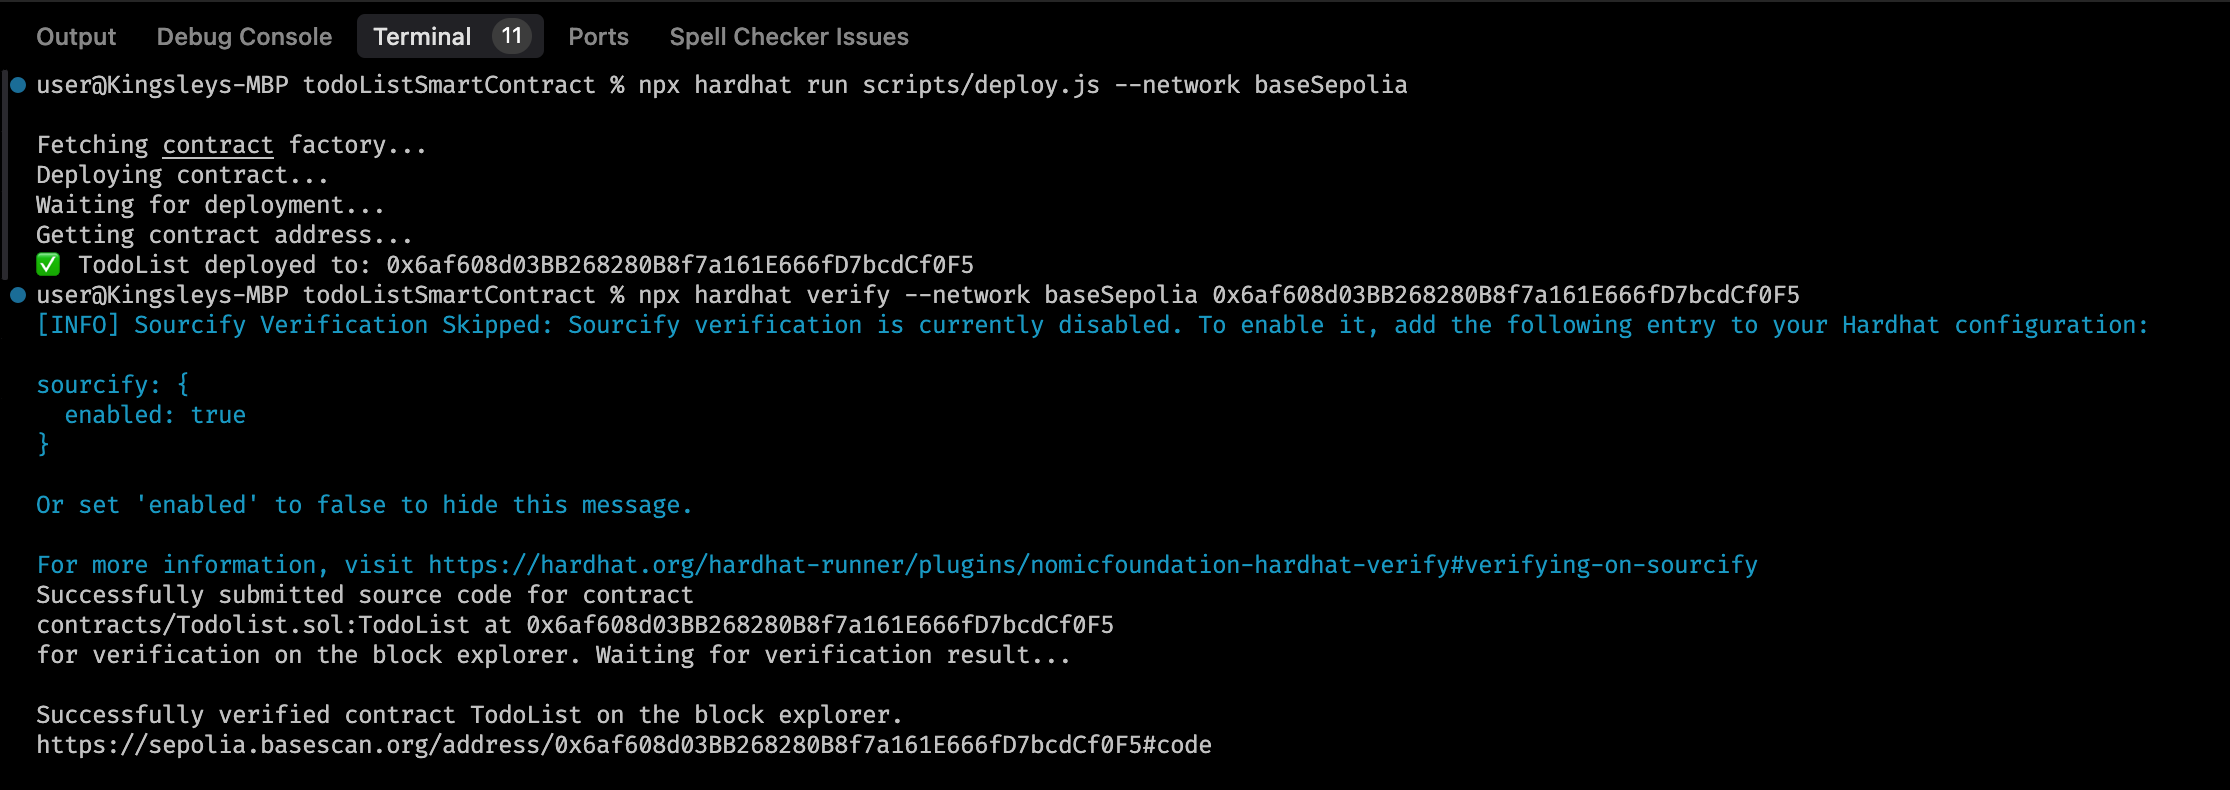 Output Debug Console Terminal 11 Ports Spell Checker Issues
user@Kingsleys-MBP todoListSmartContract % npx hardhat run scripts/deploy.js --network baseSepolia
Fetching contract factory...
Deploying contract...
Waiting for deployment...
Getting contract address...
✅ TodoList deployed to: 0x6af608d03BB268280B8f7a161E666fD7bcdCf0F5
user@Kingsleys-MBP todoListSmartContract % npx hardhat verify --network baseSepolia 0x6af608d03BB268280B8f7a161E666fD7bcdCf0F5
[INFO] Sourcify Verification Skipped: Sourcify verification is currently disabled. To enable it, add the following entry to your Hardhat configuration:
sourcify: {
  enabled: true
}
Or set 'enabled' to false to hide this message.
For more information, visit https://hardhat.org/hardhat-runner/plugins/nomicfoundation-hardhat-verify#verifying-on-sourcify
Successfully submitted source code for contract
contracts/Todolist.sol:TodoList at 0x6af608d03BB268280B8f7a161E666fD7bcdCf0F5
for verification on the block explorer. Waiting for verification result...
Successfully verified contract TodoList on the block explorer.
https://sepolia.basescan.org/address/0x6af608d03BB268280B8f7a161E666fD7bcdCf0F5#code